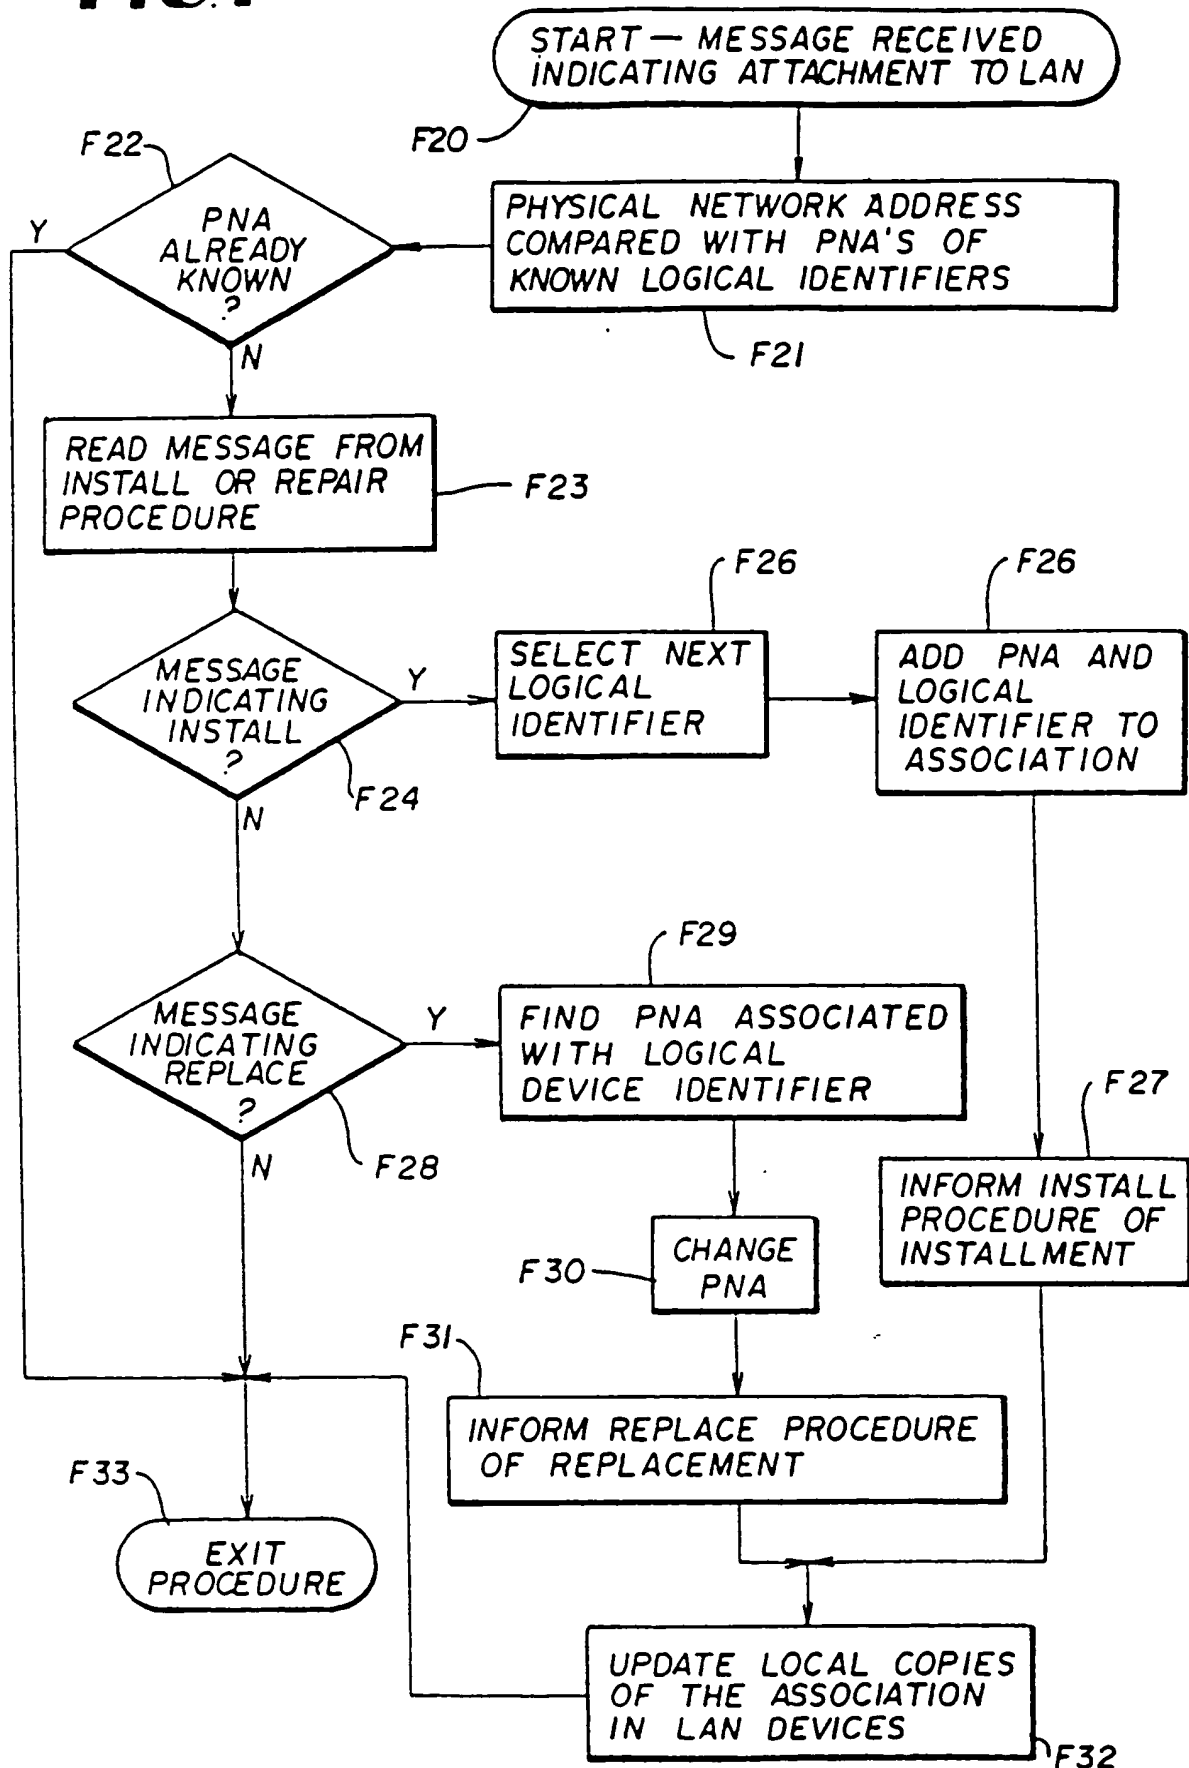 START — MESSAGE RECEIVED
INDICATING ATTACHMENT TO LAN
F20
F22
PHYSICAL NETWORK ADDRESS
COMPARED WITH PNA'S OF
KNOWN LOGICAL IDENTIFIERS
F21
Y
PNA
ALREADY
KNOWN
?
N
READ MESSAGE FROM
INSTALL OR REPAIR
PROCEDURE
F23
MESSAGE
INDICATING
INSTALL
?
Y
F24
N
F26
SELECT NEXT
LOGICAL
IDENTIFIER
F26
ADD PNA AND
LOGICAL
IDENTIFIER TO
ASSOCIATION
MESSAGE
INDICATING
REPLACE
?
Y
F28
N
F29
FIND PNA ASSOCIATED
WITH LOGICAL
DEVICE IDENTIFIER
F27
INFORM INSTALL
PROCEDURE OF
INSTALLMENT
F30
CHANGE
PNA
F31
INFORM REPLACE PROCEDURE
OF REPLACEMENT
F33
EXIT
PROCEDURE
UPDATE LOCAL COPIES
OF THE ASSOCIATION
IN LAN DEVICES
F32